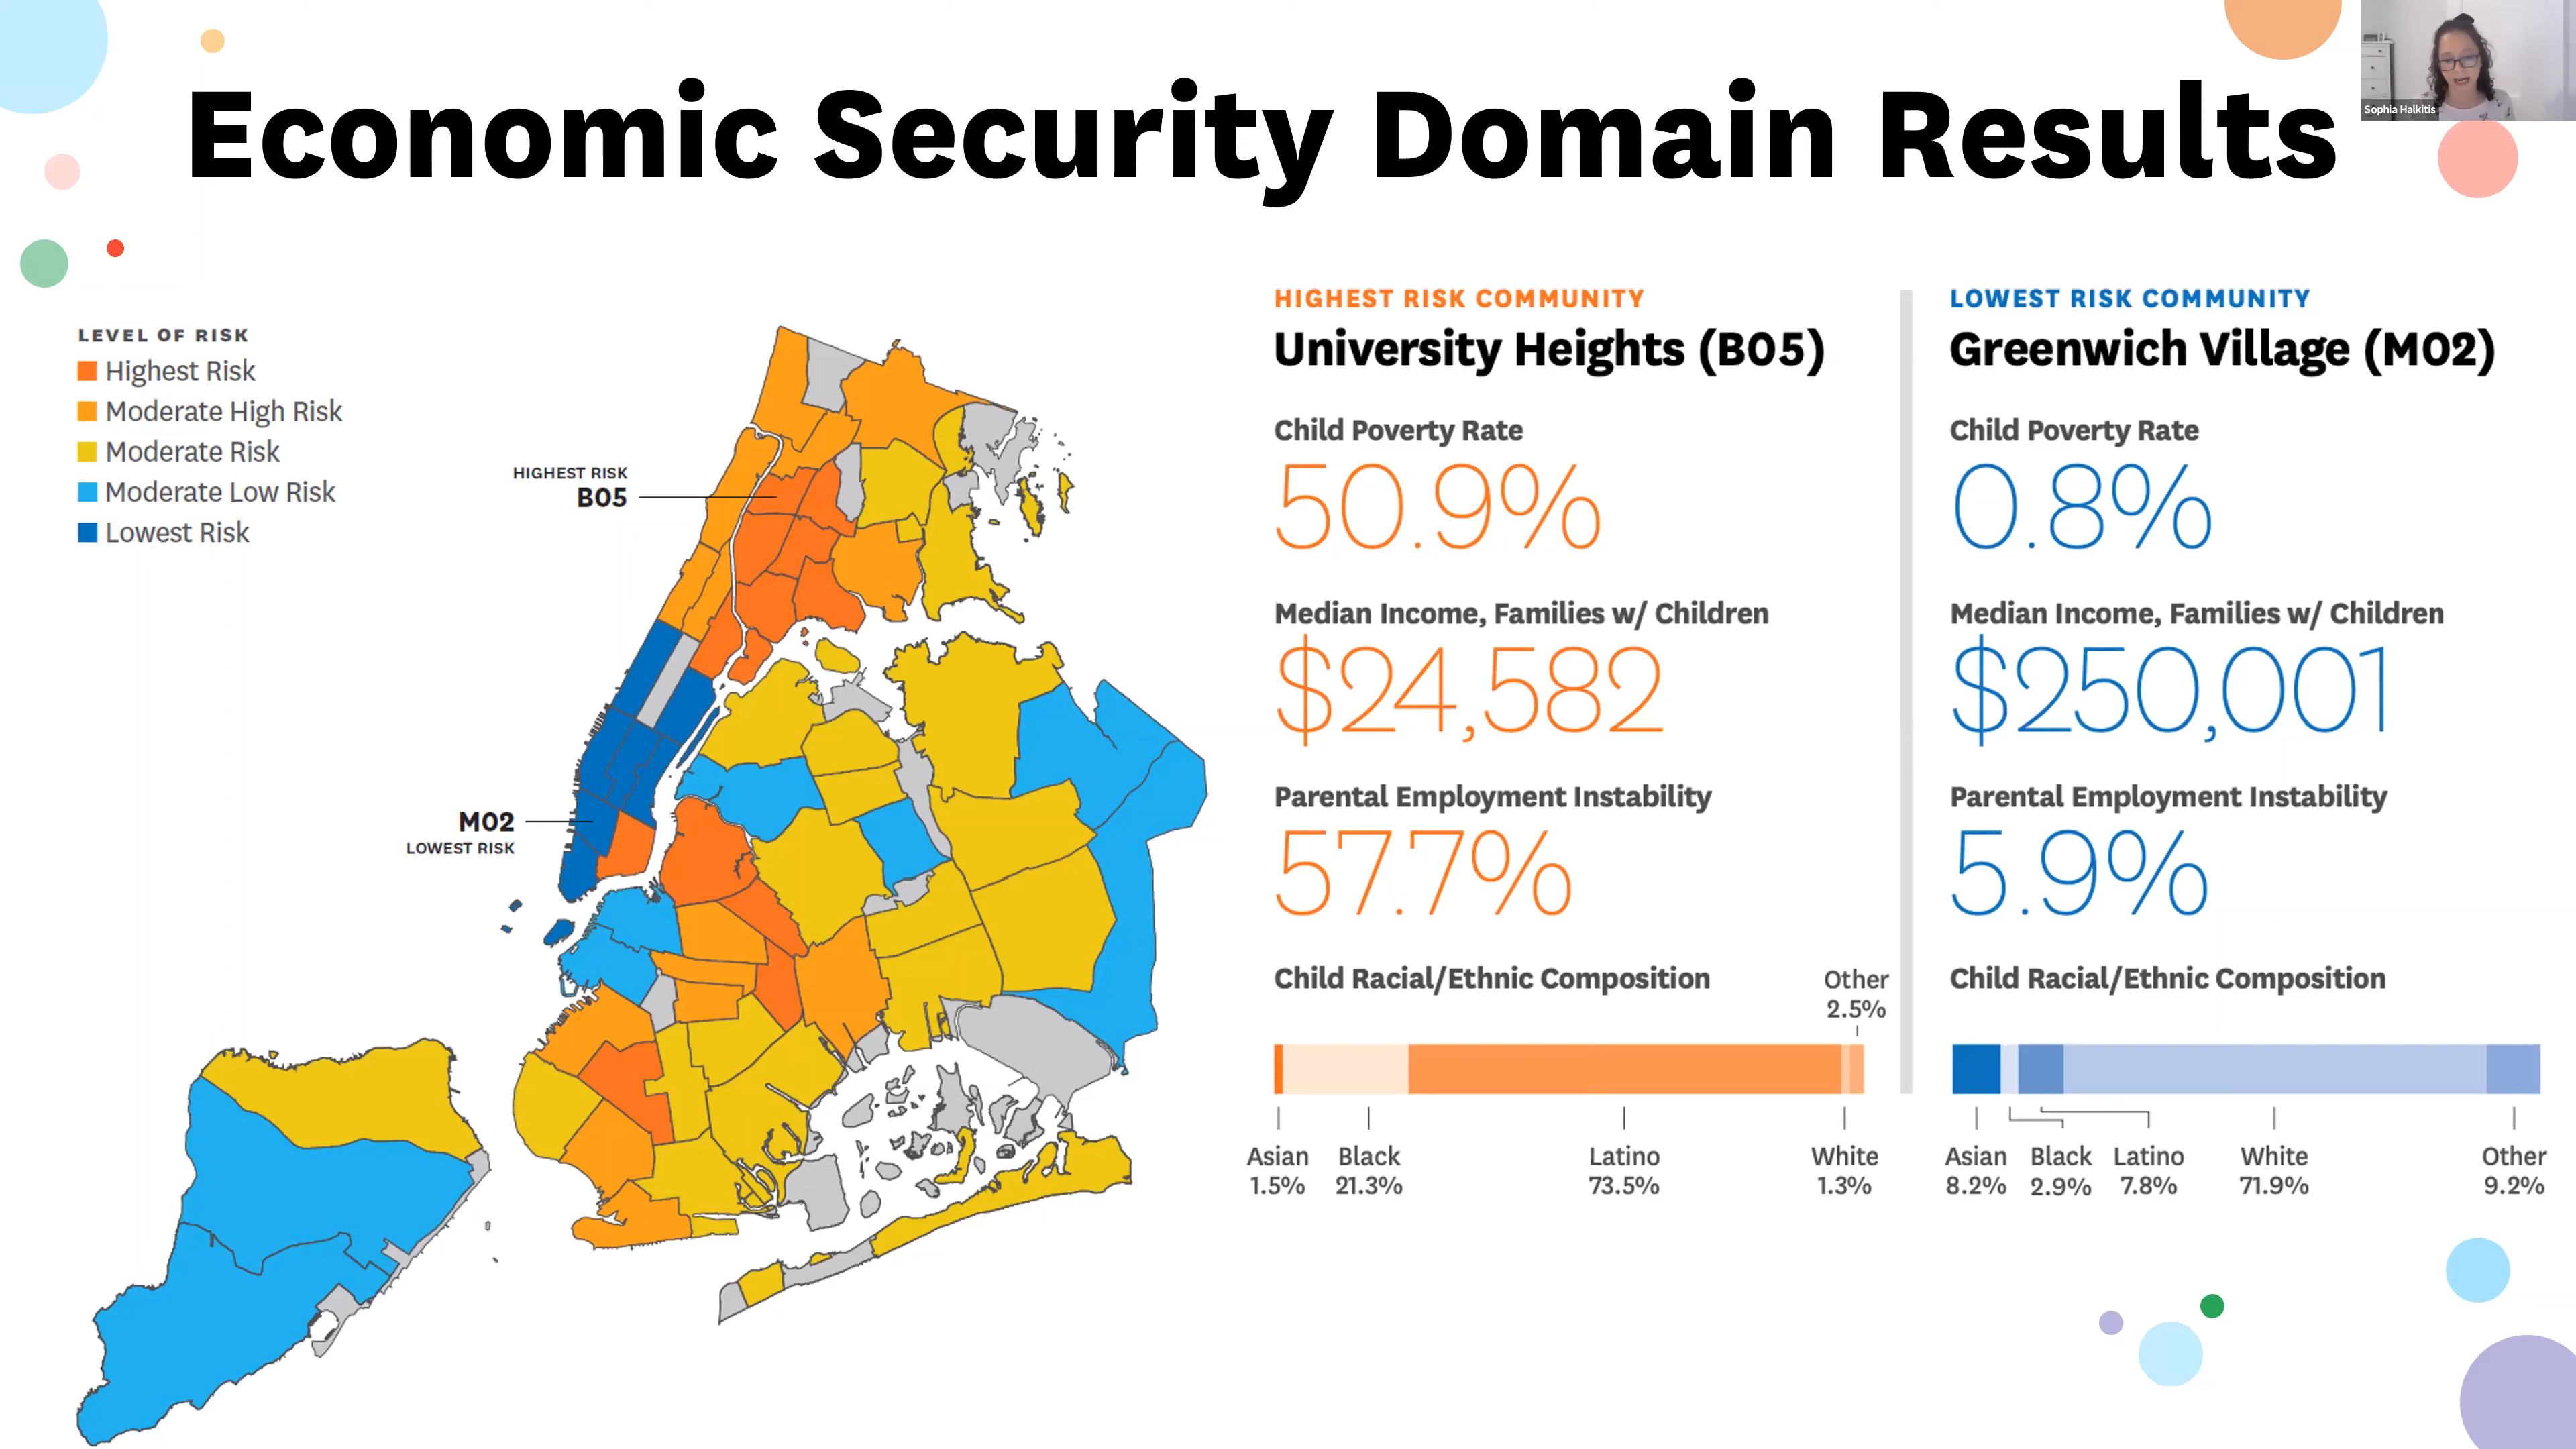 Economic Security Domain Results
Sophia Halkitis
LEVEL OF RISK
Highest Risk
Moderate High Risk
Moderate Risk
Moderate Low Risk
Lowest Risk
HIGHEST RISK
B05
M02
LOWEST RISK
HIGHEST RISK COMMUNITY
University Heights (B05)
Child Poverty Rate
50.9%
Median Income, Families w/ Children
$24,582
Parental Employment Instability
57.7%
Child Racial/Ethnic Composition
Other
2.5%
Asian
1.5%
Black
21.3%
Latino
73.5%
White
1.3%
LOWEST RISK COMMUNITY
Greenwich Village (M02)
Child Poverty Rate
0.8%
Median Income, Families w/ Children
$250,001
Parental Employment Instability
5.9%
Child Racial/Ethnic Composition
Asian
8.2%
Black
2.9%
Latino
7.8%
White
71.9%
Other
9.2%